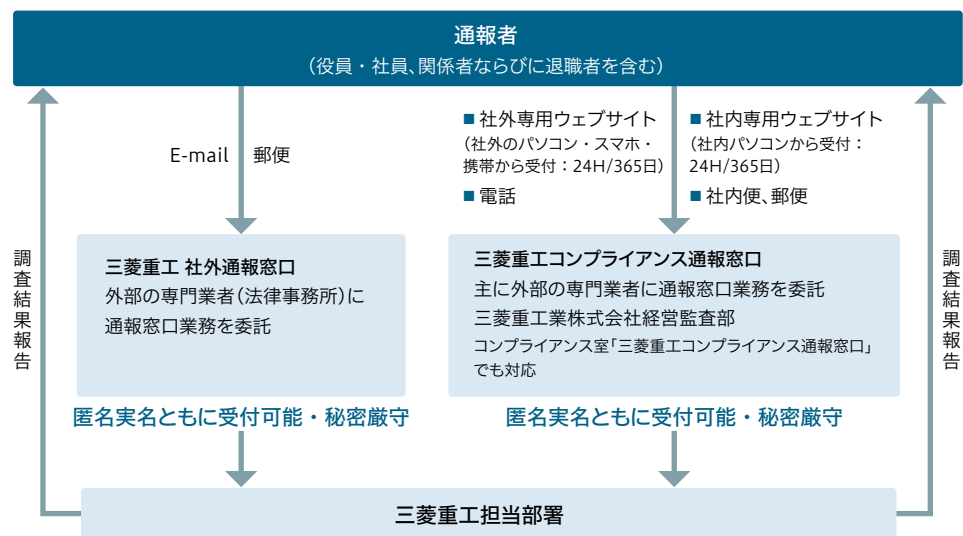 通報者
（役員・社員、関係者ならびに退職者を含む）
E-mail 郵便
■ 社外専用ウェブサイト
（社外のパソコン・スマホ・
携帯から受付：24H/365日）
■ 電話
■ 社内専用ウェブサイト
（社内パソコンから受付：
24H/365日）
■ 社内便、郵便
調査結果報告
三菱重工 社外通報窓口
外部の専門業者（法律事務所）に
通報窓口業務を委託
三菱重工コンプライアンス通報窓口
主に外部の専門業者に通報窓口業務を委託
三菱重工業株式会社経営監査部
コンプライアンス室「三菱重工コンプライアンス通報窓口」
でも対応
調査結果報告
匿名実名ともに受付可能・秘密厳守
匿名実名ともに受付可能・秘密厳守
三菱重工担当部署